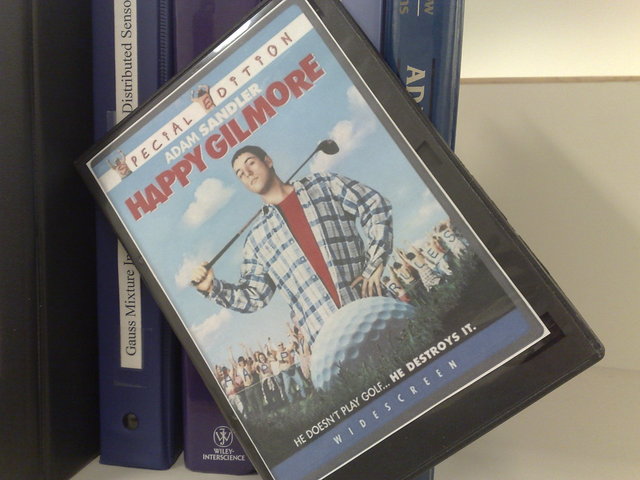 SPECIAL EDITION
ADAM SANDLER
HAPPY GILMORE
HE DOESN'T PLAY GOLF... HE DESTROYS IT.
WIDESCREEN
Distributed Senso
Gauss Mixture
WILEY-
INTERSCIENCE
AD